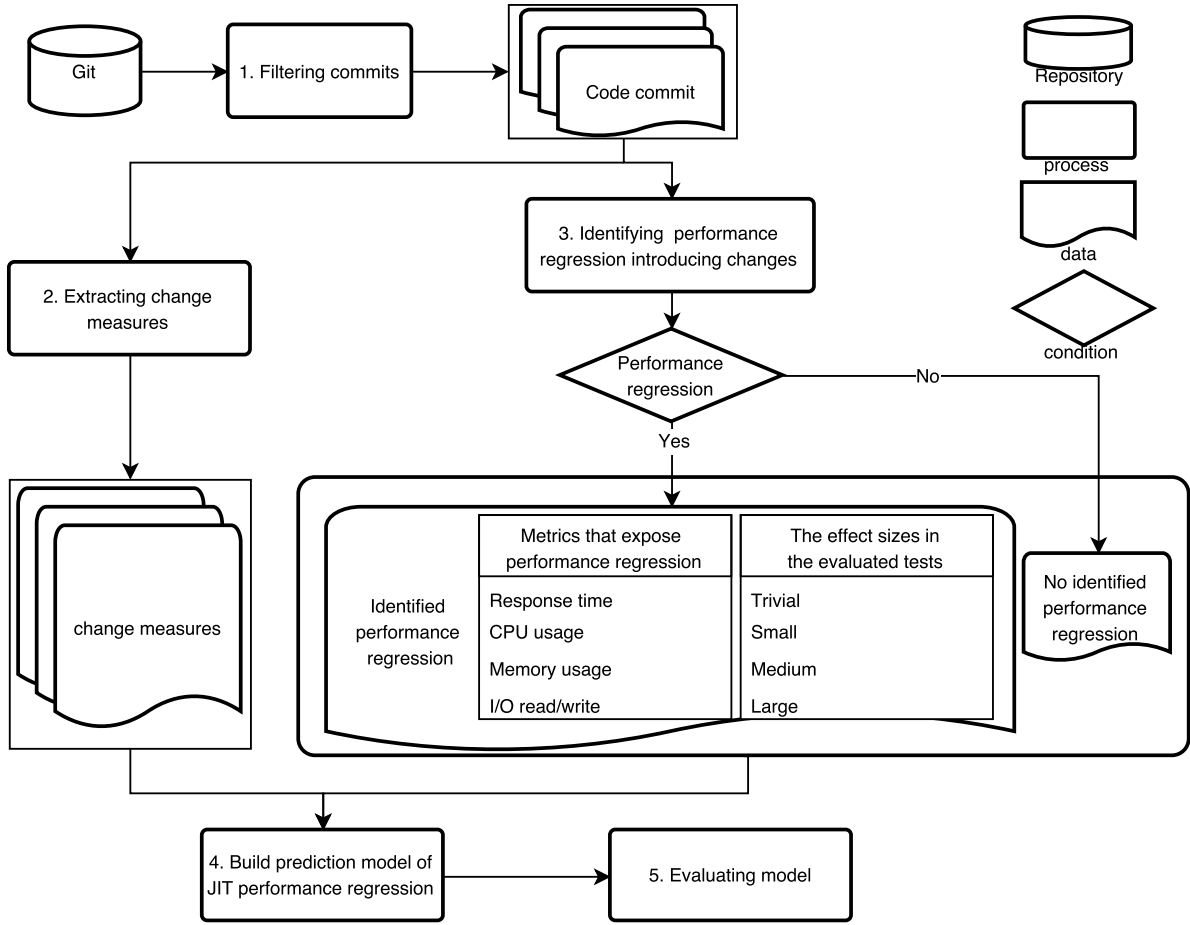 Git
1. Filtering commits
Code commit
Repository
process
data
condition
3. Identifying performance
regression introducing changes
2. Extracting change
measures
Performance
regression
No
Yes
change measures
Identified
performance
regression
Metrics that expose
performance regression
Response time
CPU usage
Memory usage
I/O read/write
The effect sizes in
the evaluated tests
Trivial
Small
Medium
Large
No identified
performance
regression
4. Build prediction model of
JIT performance regression
5. Evaluating model